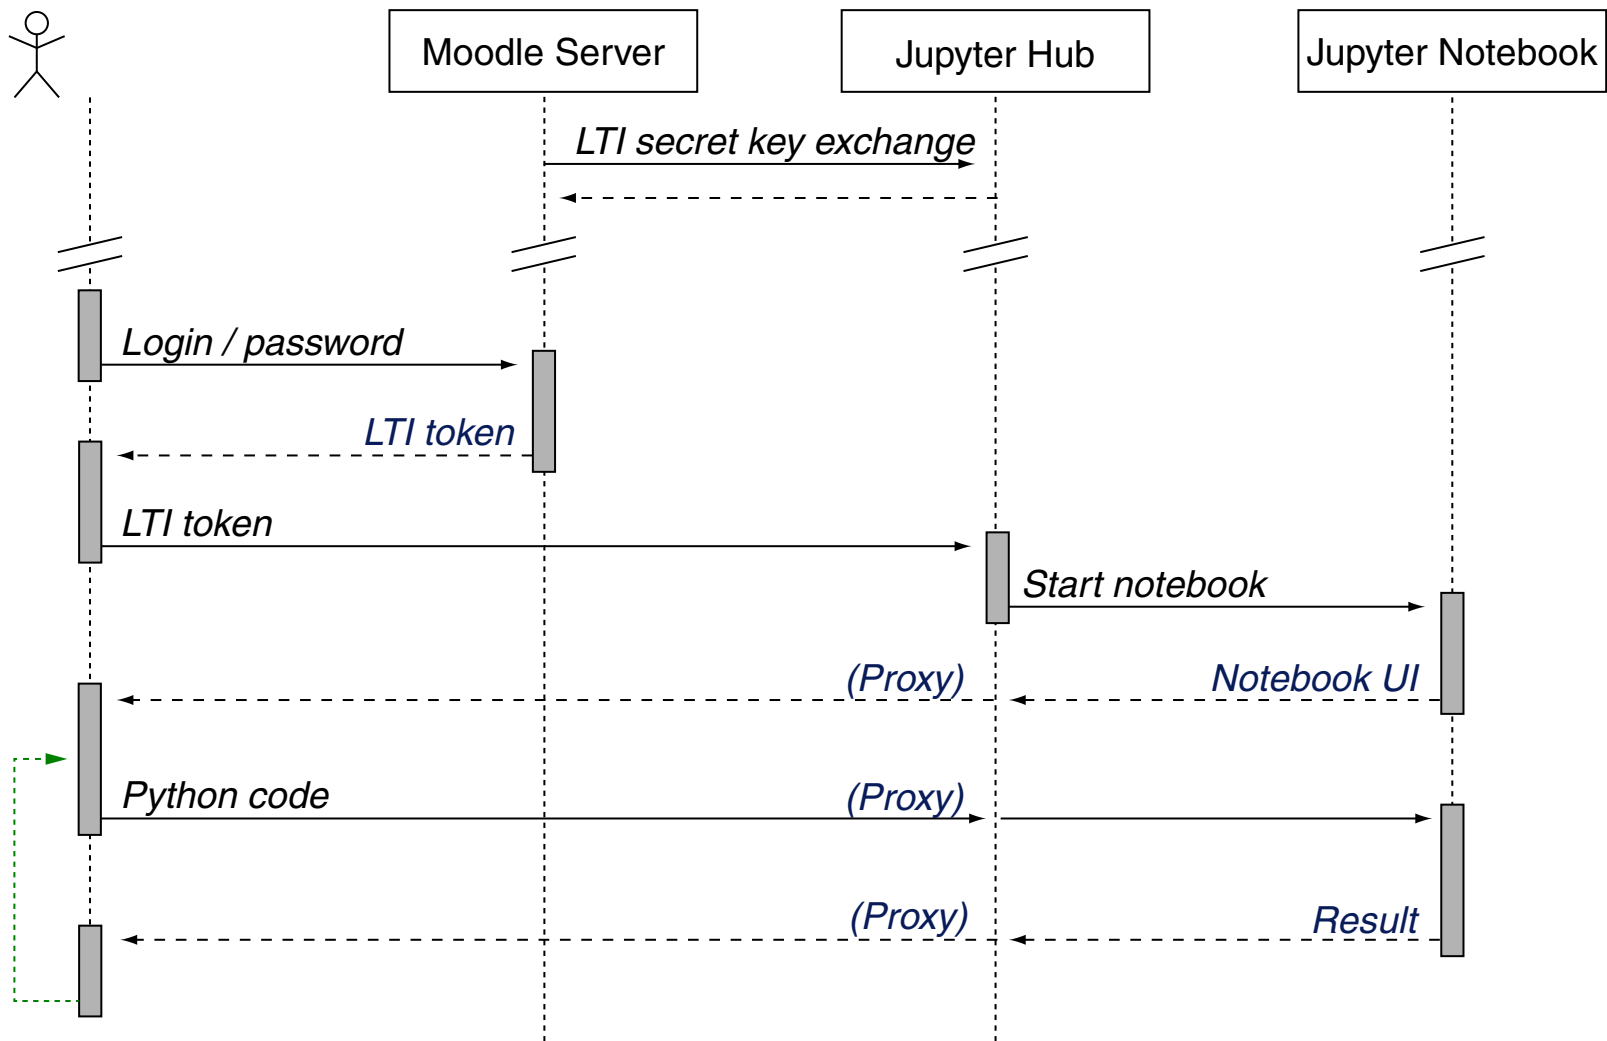 Moodle Server
Jupyter Hub
Jupyter Notebook
LTI secret key exchange
Login / password
LTI token
LTI token
Start notebook
(Proxy)
Notebook UI
Python code
(Proxy)
(Proxy)
Result